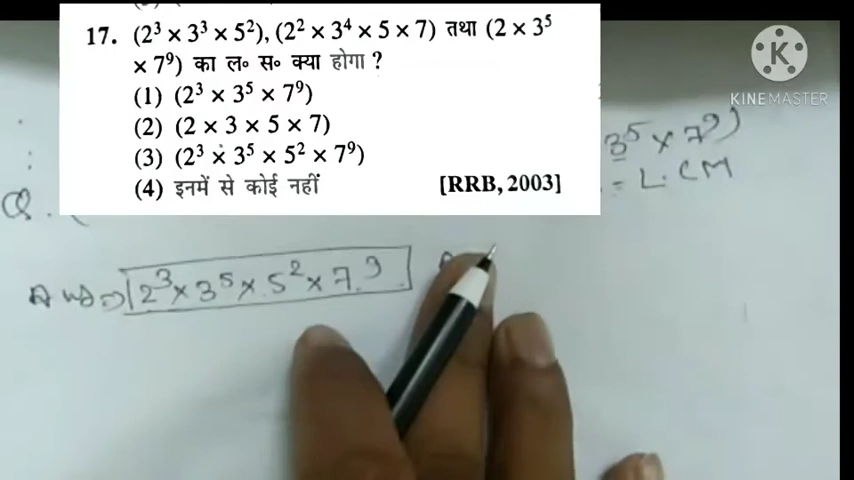 17. (2³ × 3³ × 5²), (2² × 3⁴ × 5 × 7) तथा (2 × 3⁵
× 7⁹) का ल॰ स॰ क्या होगा ?
(1) (2³ × 3⁵ × 7⁹)
(2) (2 × 3 × 5 × 7)
(3) (2³ × 3⁵ × 5² × 7⁹)
(4) इनमें से कोई नहीं [RRB, 2003]
KINEMASTER
3⁵ × 7⁹)
= L.CM
Q.
Ans⇒ 2³ × 3⁵ × 5² × 7⁹